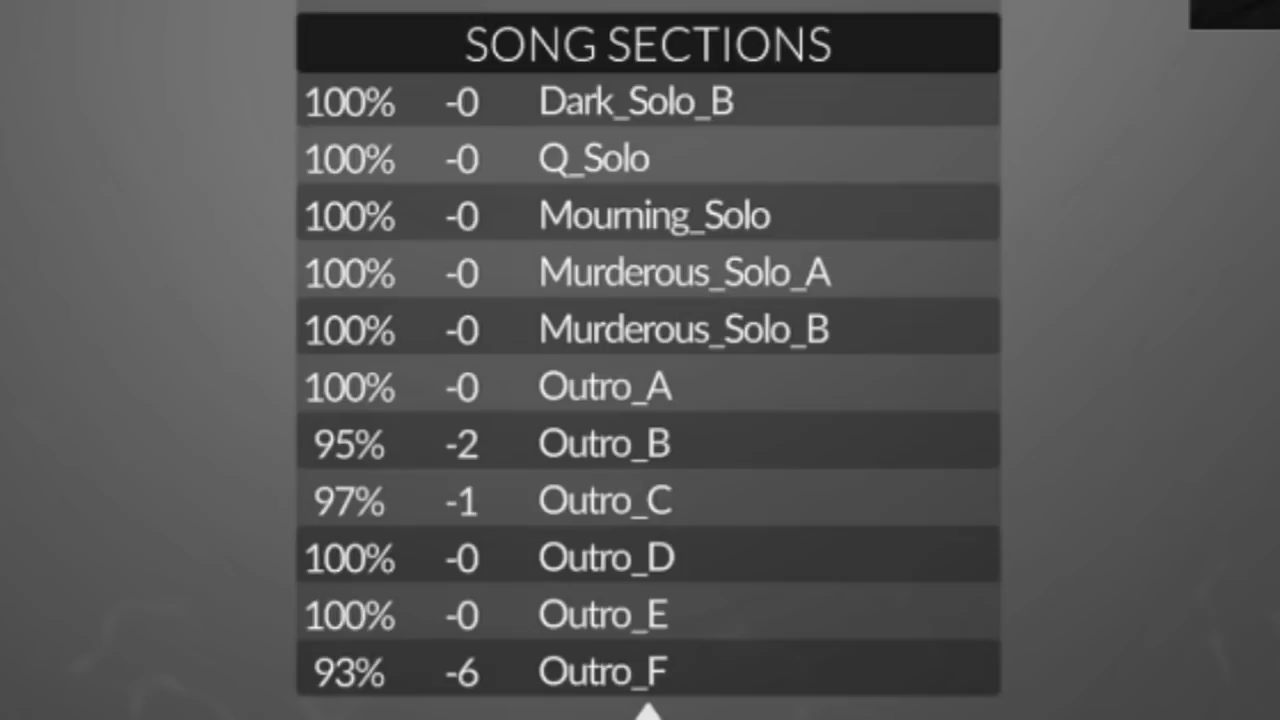 SONG SECTIONS
100% -0 Dark_Solo_B
100% -0 Q_Solo
100% -0 Mourning_Solo
100% -0 Murderous_Solo_A
100% -0 Murderous_Solo_B
100% -0 Outro_A
95% -2 Outro_B
97% -1 Outro_C
100% -0 Outro_D
100% -0 Outro_E
93% -6 Outro_F